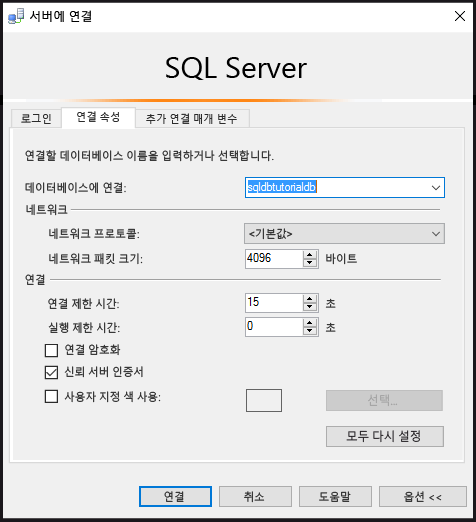 서버에 연결
SQL Server
로그인 연결 속성 추가 연결 매개 변수
연결할 데이터베이스 이름을 입력하거나 선택합니다.
데이터베이스에 연결: sqldbtutorialdb
네트워크
네트워크 프로토콜: <기본값>
네트워크 패킷 크기: 4096 바이트
연결
연결 제한 시간: 15 초
실행 제한 시간: 0 초
연결 암호화
신뢰 서버 인증서
사용자 지정 색 사용: 선택...
모두 다시 설정
연결 취소 도움말 옵션 <<